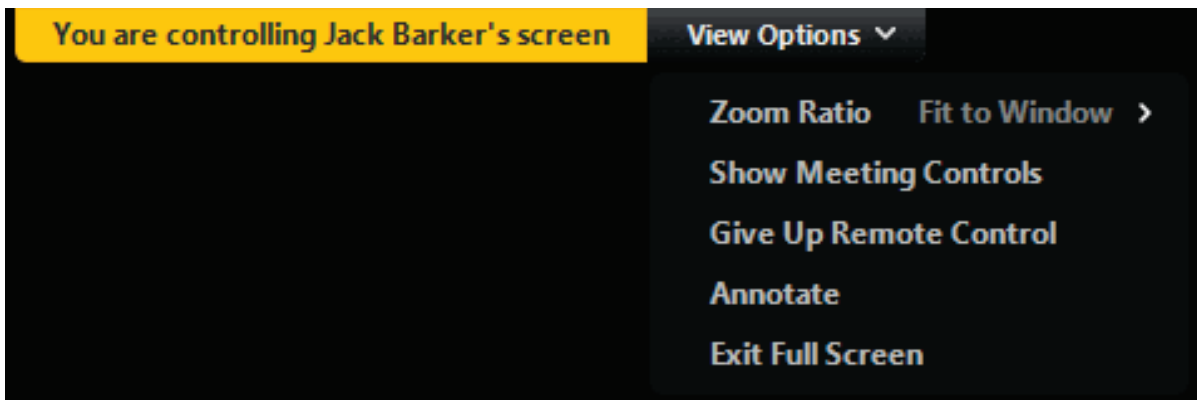 You are controlling Jack Barker's screen View Options
Zoom Ratio Fit to Window
Show Meeting Controls
Give Up Remote Control
Annotate
Exit Full Screen